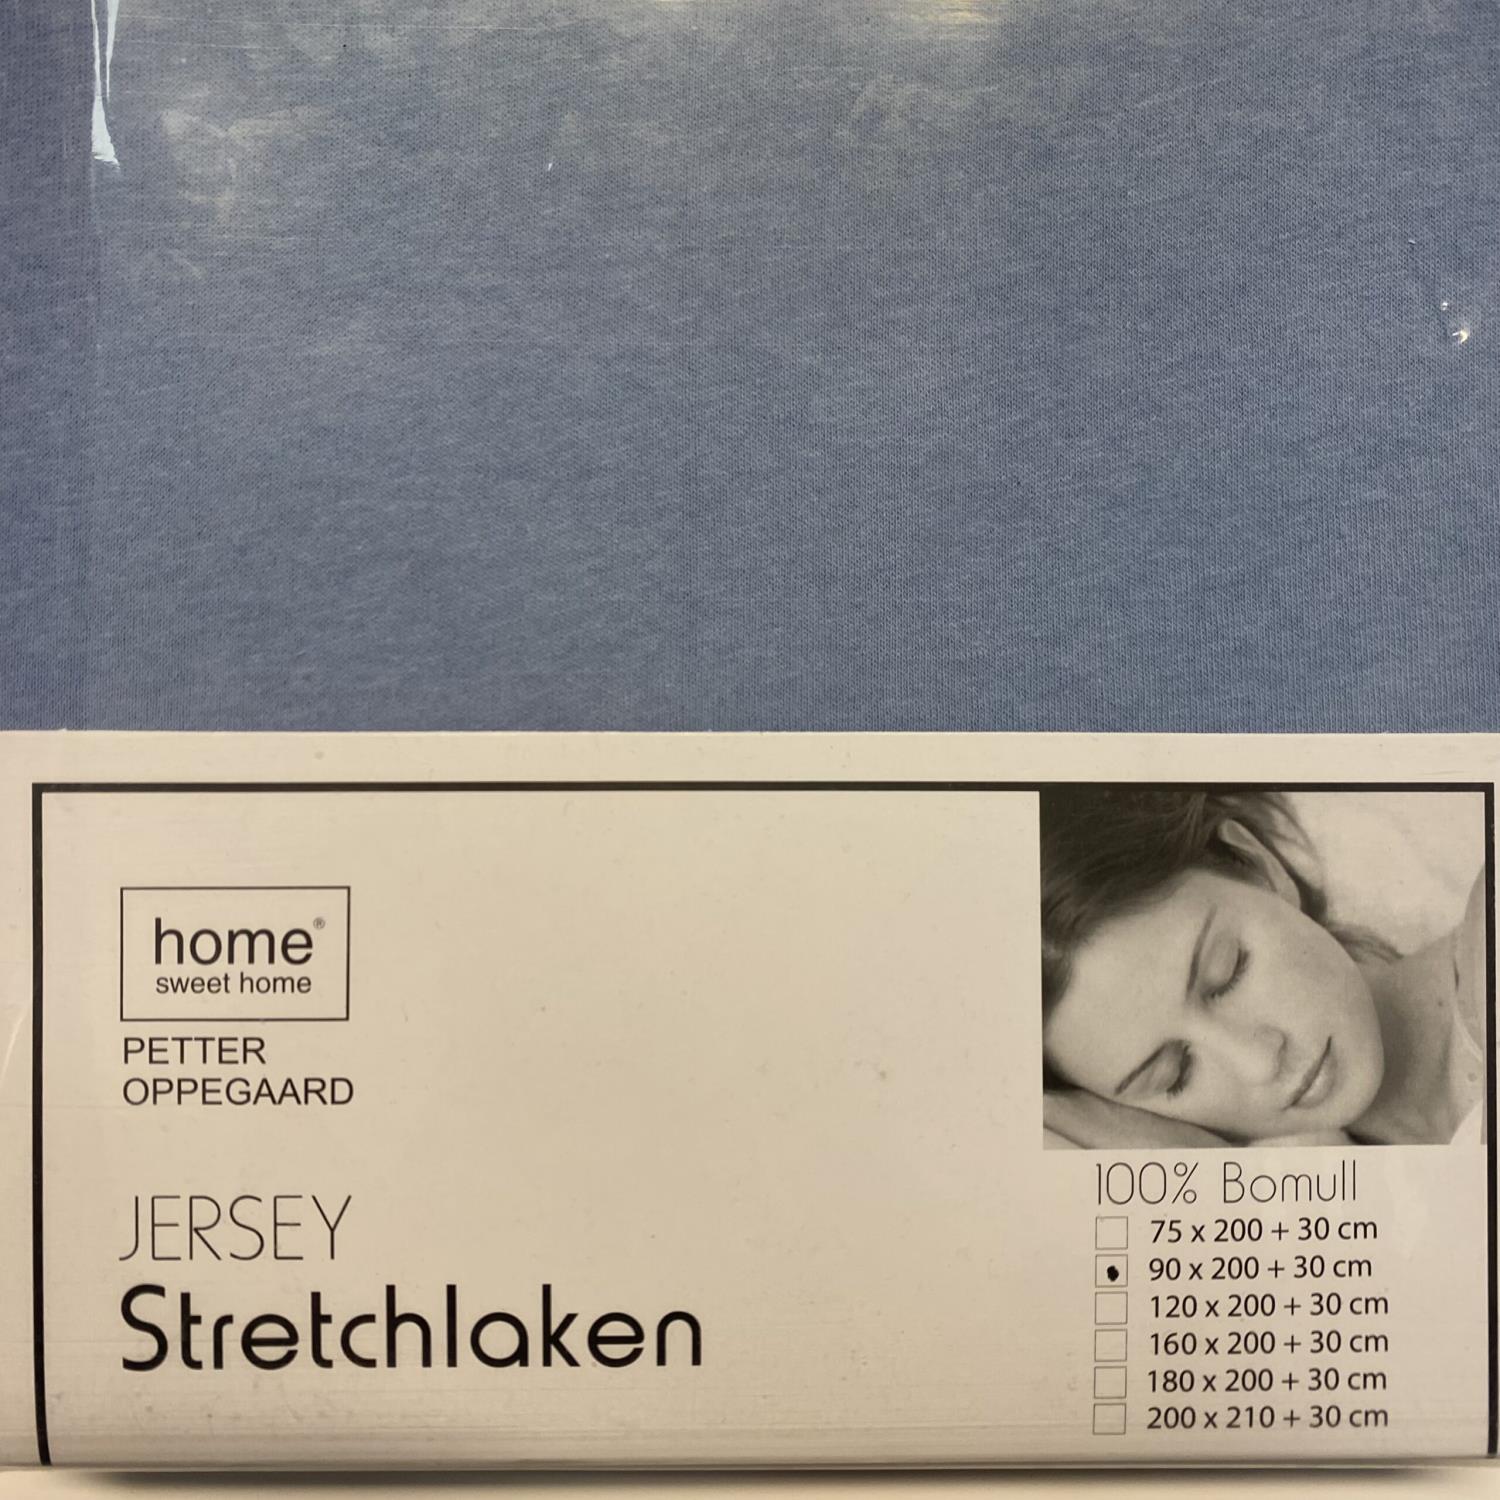 home®
sweet home
PETTER
OPPEGAARD
JERSEY
Stretchlaken
100% Bomull
75 x 200 + 30 cm
90 x 200 + 30 cm
120 x 200 + 30 cm
160 x 200 + 30 cm
180 x 200 + 30 cm
200 x 210 + 30 cm